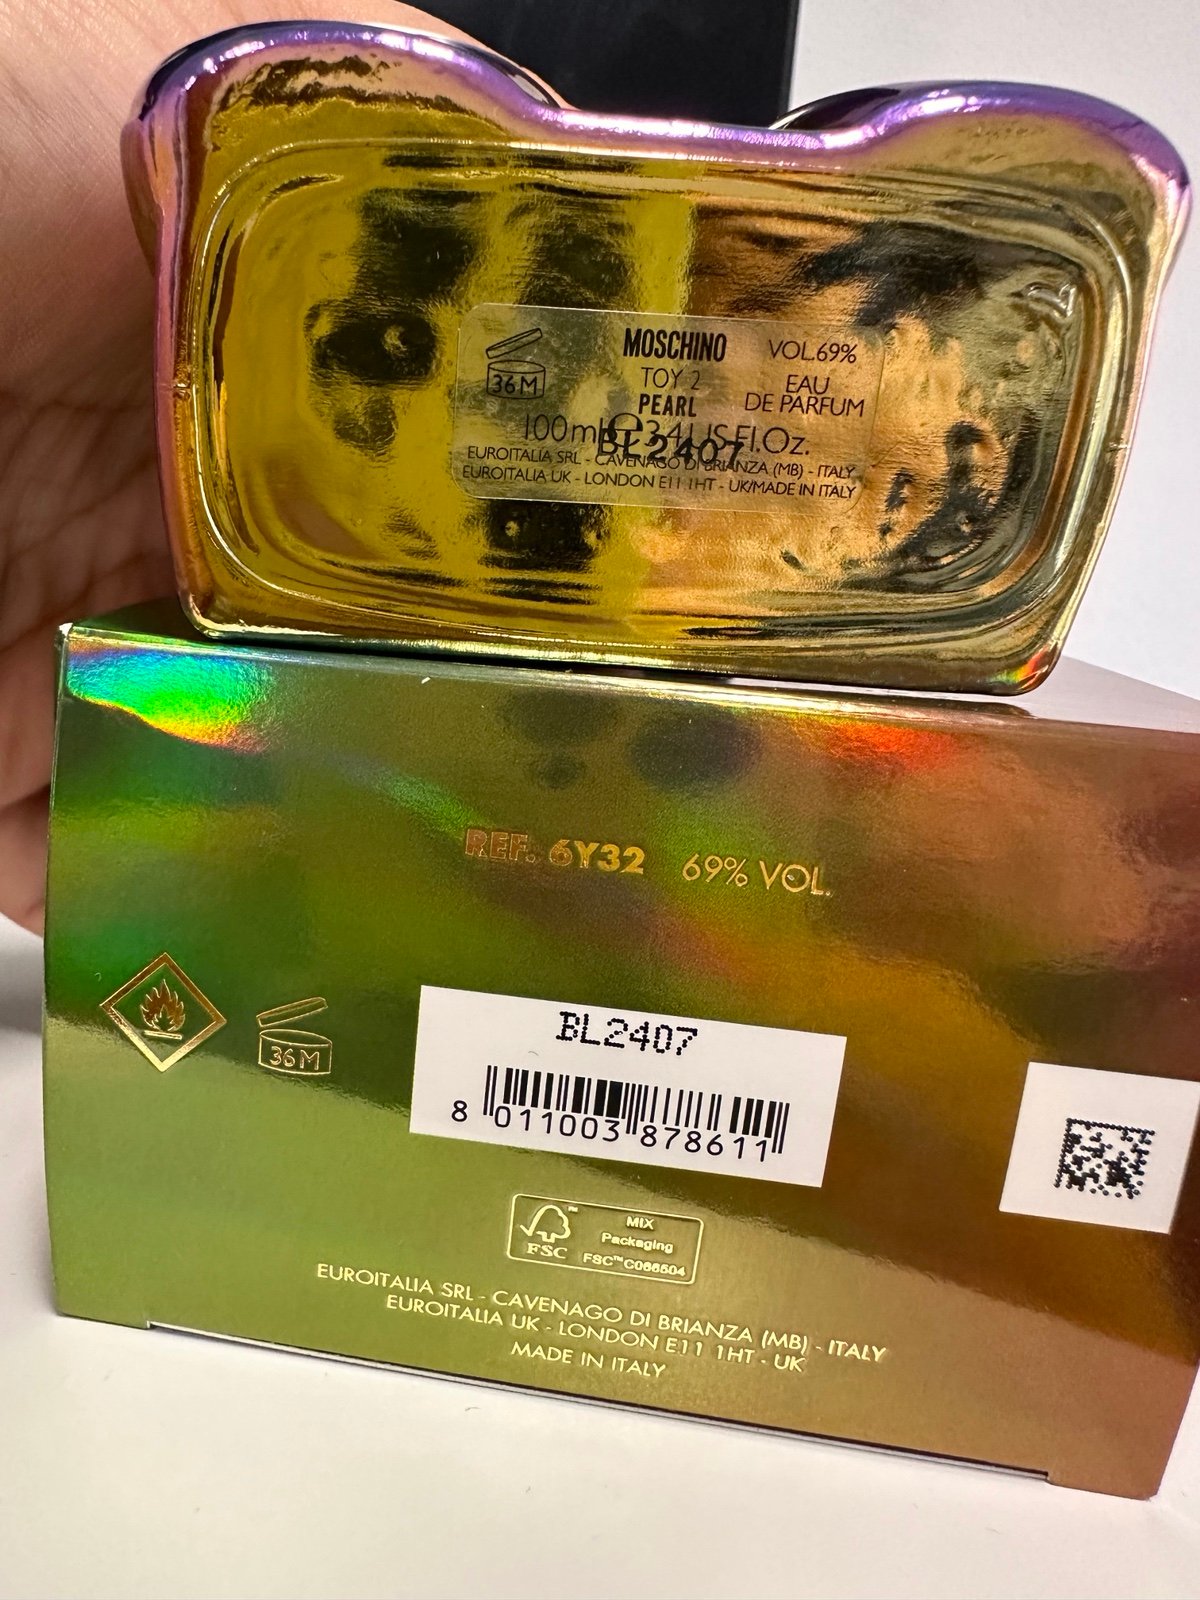 36M
MOSCHINO
TOY 2
PEARL
VOL.69%
EAU
DE PARFUM
100ml ℮ 3.4 US Fl.Oz.
BL2407
EUROITALIA SRL - CAVENAGO DI BRIANZA (MB) - ITALY
EUROITALIA UK - LONDON E11 1HT - UK/MADE IN ITALY
REF. 6Y32 69% VOL.
36M
BL2407
8 011003 878611
FSC™
MIX
Packaging
FSC™ C066504
EUROITALIA SRL - CAVENAGO DI BRIANZA (MB) - ITALY
EUROITALIA UK - LONDON E11 1HT - UK
MADE IN ITALY